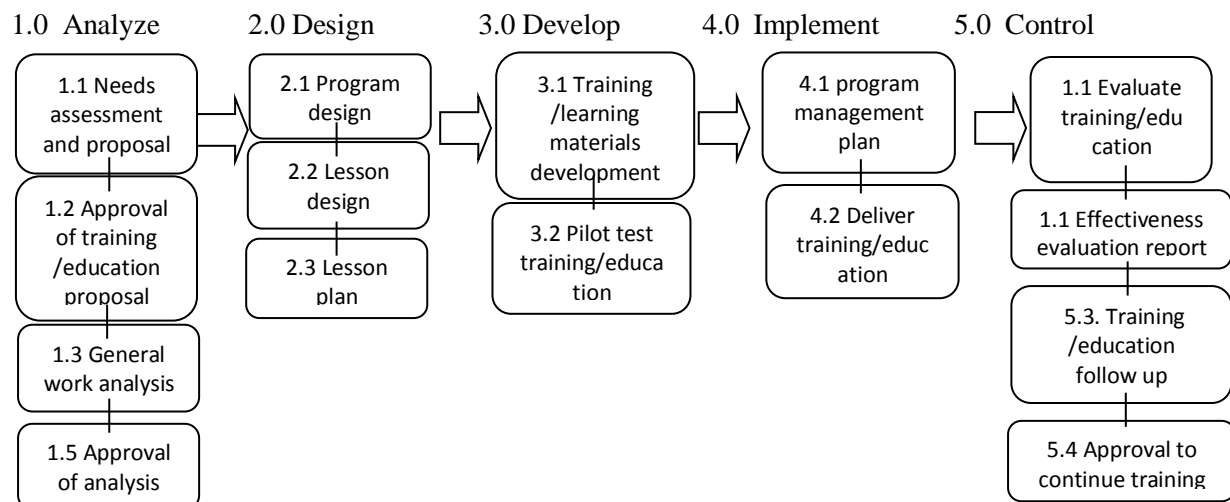 1.0 Analyze
2.0 Design
3.0 Develop
4.0 Implement
5.0 Control
1.1 Needs
assessment
and proposal
1.2 Approval
of training
/education
proposal
1.3 General
work analysis
1.5 Approval
of analysis
2.1 Program
design
2.2 Lesson
design
2.3 Lesson
plan
3.1 Training
/learning
materials
development
3.2 Pilot test
training/educa
tion
4.1 program
management
plan
4.2 Deliver
training/educ
ation
1.1 Evaluate
training/edu
cation
1.1 Effectiveness
evaluation report
5.3. Training
/education
follow up
5.4 Approval to
continue training